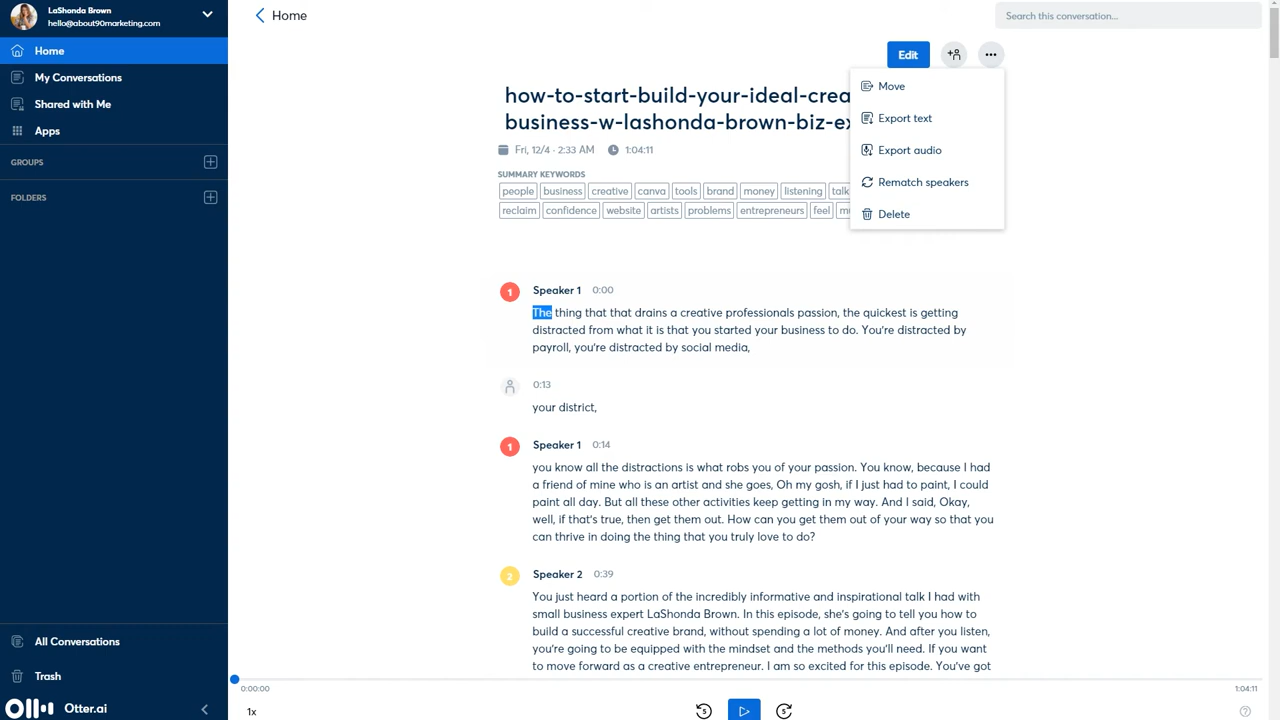 LaShonda Brown
hello@about90marketing.com
Home
My Conversations
Shared with Me
Apps
GROUPS
FOLDERS
All Conversations
Trash
Otter.ai
Home
Search this conversation...
Edit
Move
Export text
Export audio
Rematch speakers
Delete
how-to-start-build-your-ideal-crea
business-w-lashonda-brown-biz-ex
Fri, 12/4 · 2:33 AM 1:04:11
SUMMARY KEYWORDS
people business creative canva tools brand money listening talk
reclaim confidence website artists problems entrepreneurs feel
1 Speaker 1 0:00
The thing that that drains a creative professionals passion, the quickest is getting
distracted from what it is that you started your business to do. You're distracted by
payroll, you're distracted by social media,
0:13
your district,
1 Speaker 1 0:14
you know all the distractions is what robs you of your passion. You know, because I had
a friend of mine who is an artist and she goes, Oh my gosh, if I just had to paint, I could
paint all day. But all these other activities keep getting in my way. And I said, Okay,
well, if that's true, then get them out. How can you get them out of your way so that you
can thrive in doing the thing that you truly love to do?
2 Speaker 2 0:39
You just heard a portion of the incredibly informative and inspirational talk I had with
small business expert LaShonda Brown. In this episode, she's going to tell you how to
build a successful creative brand, without spending a lot of money. And after you listen,
you're going to be equipped with the mindset and the methods you'll need. If you want
to move forward as a creative entrepreneur. I am so excited for this episode. You've got
0:00:00
1:04:11
1x
5
5